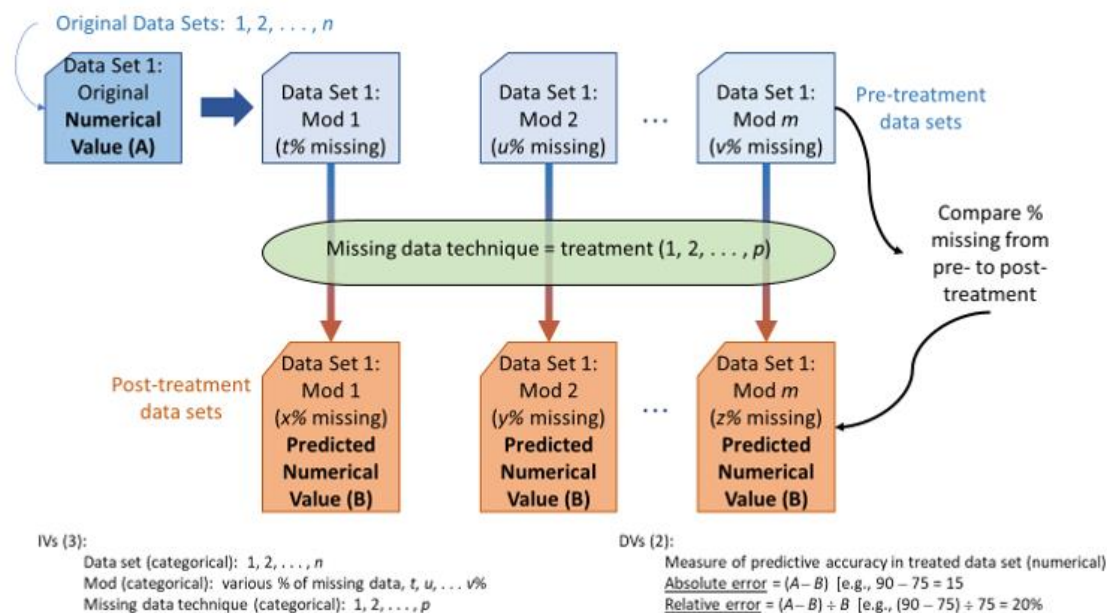 Original Data Sets: 1, 2, . . . , n
Data Set 1:
Original
Numerical
Value (A)
Data Set 1:
Mod 1
(t% missing)
Data Set 1:
Mod 2
(u% missing)
...
Data Set 1:
Mod m
(v% missing)
Pre-treatment
data sets
Missing data technique = treatment (1, 2, . . . , p)
Compare %
missing from
pre- to post-
treatment
Post-treatment
data sets
Data Set 1:
Mod 1
(x% missing)
Predicted
Numerical
Value (B)
Data Set 1:
Mod 2
(y% missing)
Predicted
Numerical
Value (B)
...
Data Set 1:
Mod m
(z% missing)
Predicted
Numerical
Value (B)
IVs (3):
Data set (categorical): 1, 2, . . . , n
Mod (categorical): various % of missing data, t, u, . . . v%
Missing data technique (categorical): 1, 2, . . . , p
DVs (2):
Measure of predictive accuracy in treated data set (numerical)
Absolute error = (A – B) [e.g., 90 – 75 = 15
Relative error = (A – B) ÷ B [e.g., (90 – 75) ÷ 75 = 20%